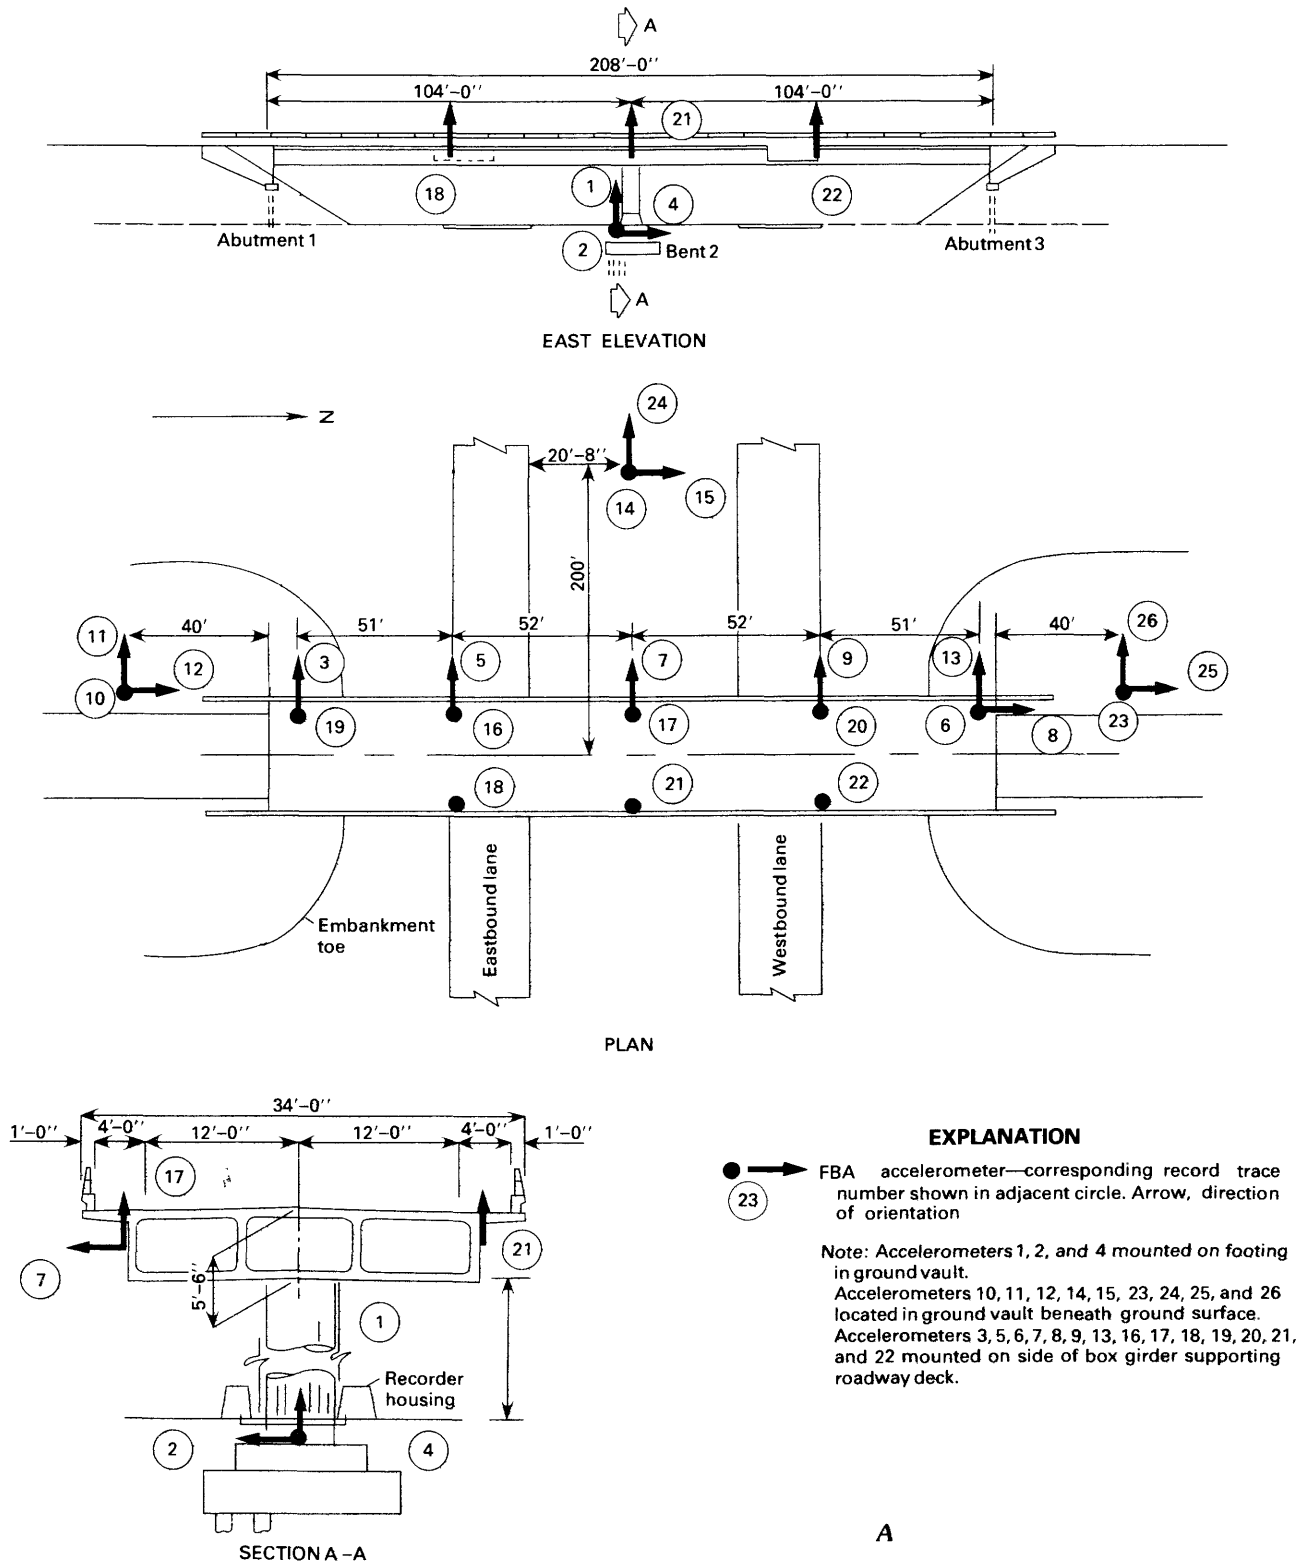 A
208'-0''
104'-0''
104'-0''
21
18
1
4
22
2
Abutment 1
Bent 2
Abutment 3
A
EAST ELEVATION
N
24
20'-8''
14
15
200'
11
40'
51'
52'
52'
51'
40'
26
12
3
5
7
9
13
25
10
19
16
17
20
6
8
23
18
21
22
Embankment
toe
Eastbound lane
Westbound lane
PLAN
34'-0''
1'-0''
4'-0''
12'-0''
12'-0''
4'-0''
1'-0''
17
7
5'-6''
21
1
Recorder
housing
2
4
SECTION A-A
EXPLANATION
23
FBA accelerometer—corresponding record trace
number shown in adjacent circle. Arrow, direction
of orientation
Note: Accelerometers 1, 2, and 4 mounted on footing
in ground vault.
Accelerometers 10, 11, 12, 14, 15, 23, 24, 25, and 26
located in ground vault beneath ground surface.
Accelerometers 3, 5, 6, 7, 8, 9, 13, 16, 17, 18, 19, 20, 21,
and 22 mounted on side of box girder supporting
roadway deck.
A